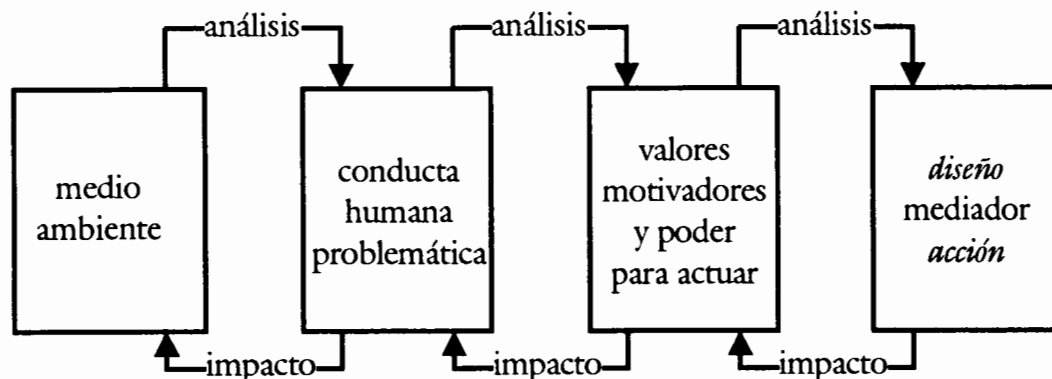 análisis
análisis
análisis
medio
ambiente
conducta
humana
problemática
valores
motivadores
y poder
para actuar
diseño
mediador
acción
impacto
impacto
impacto